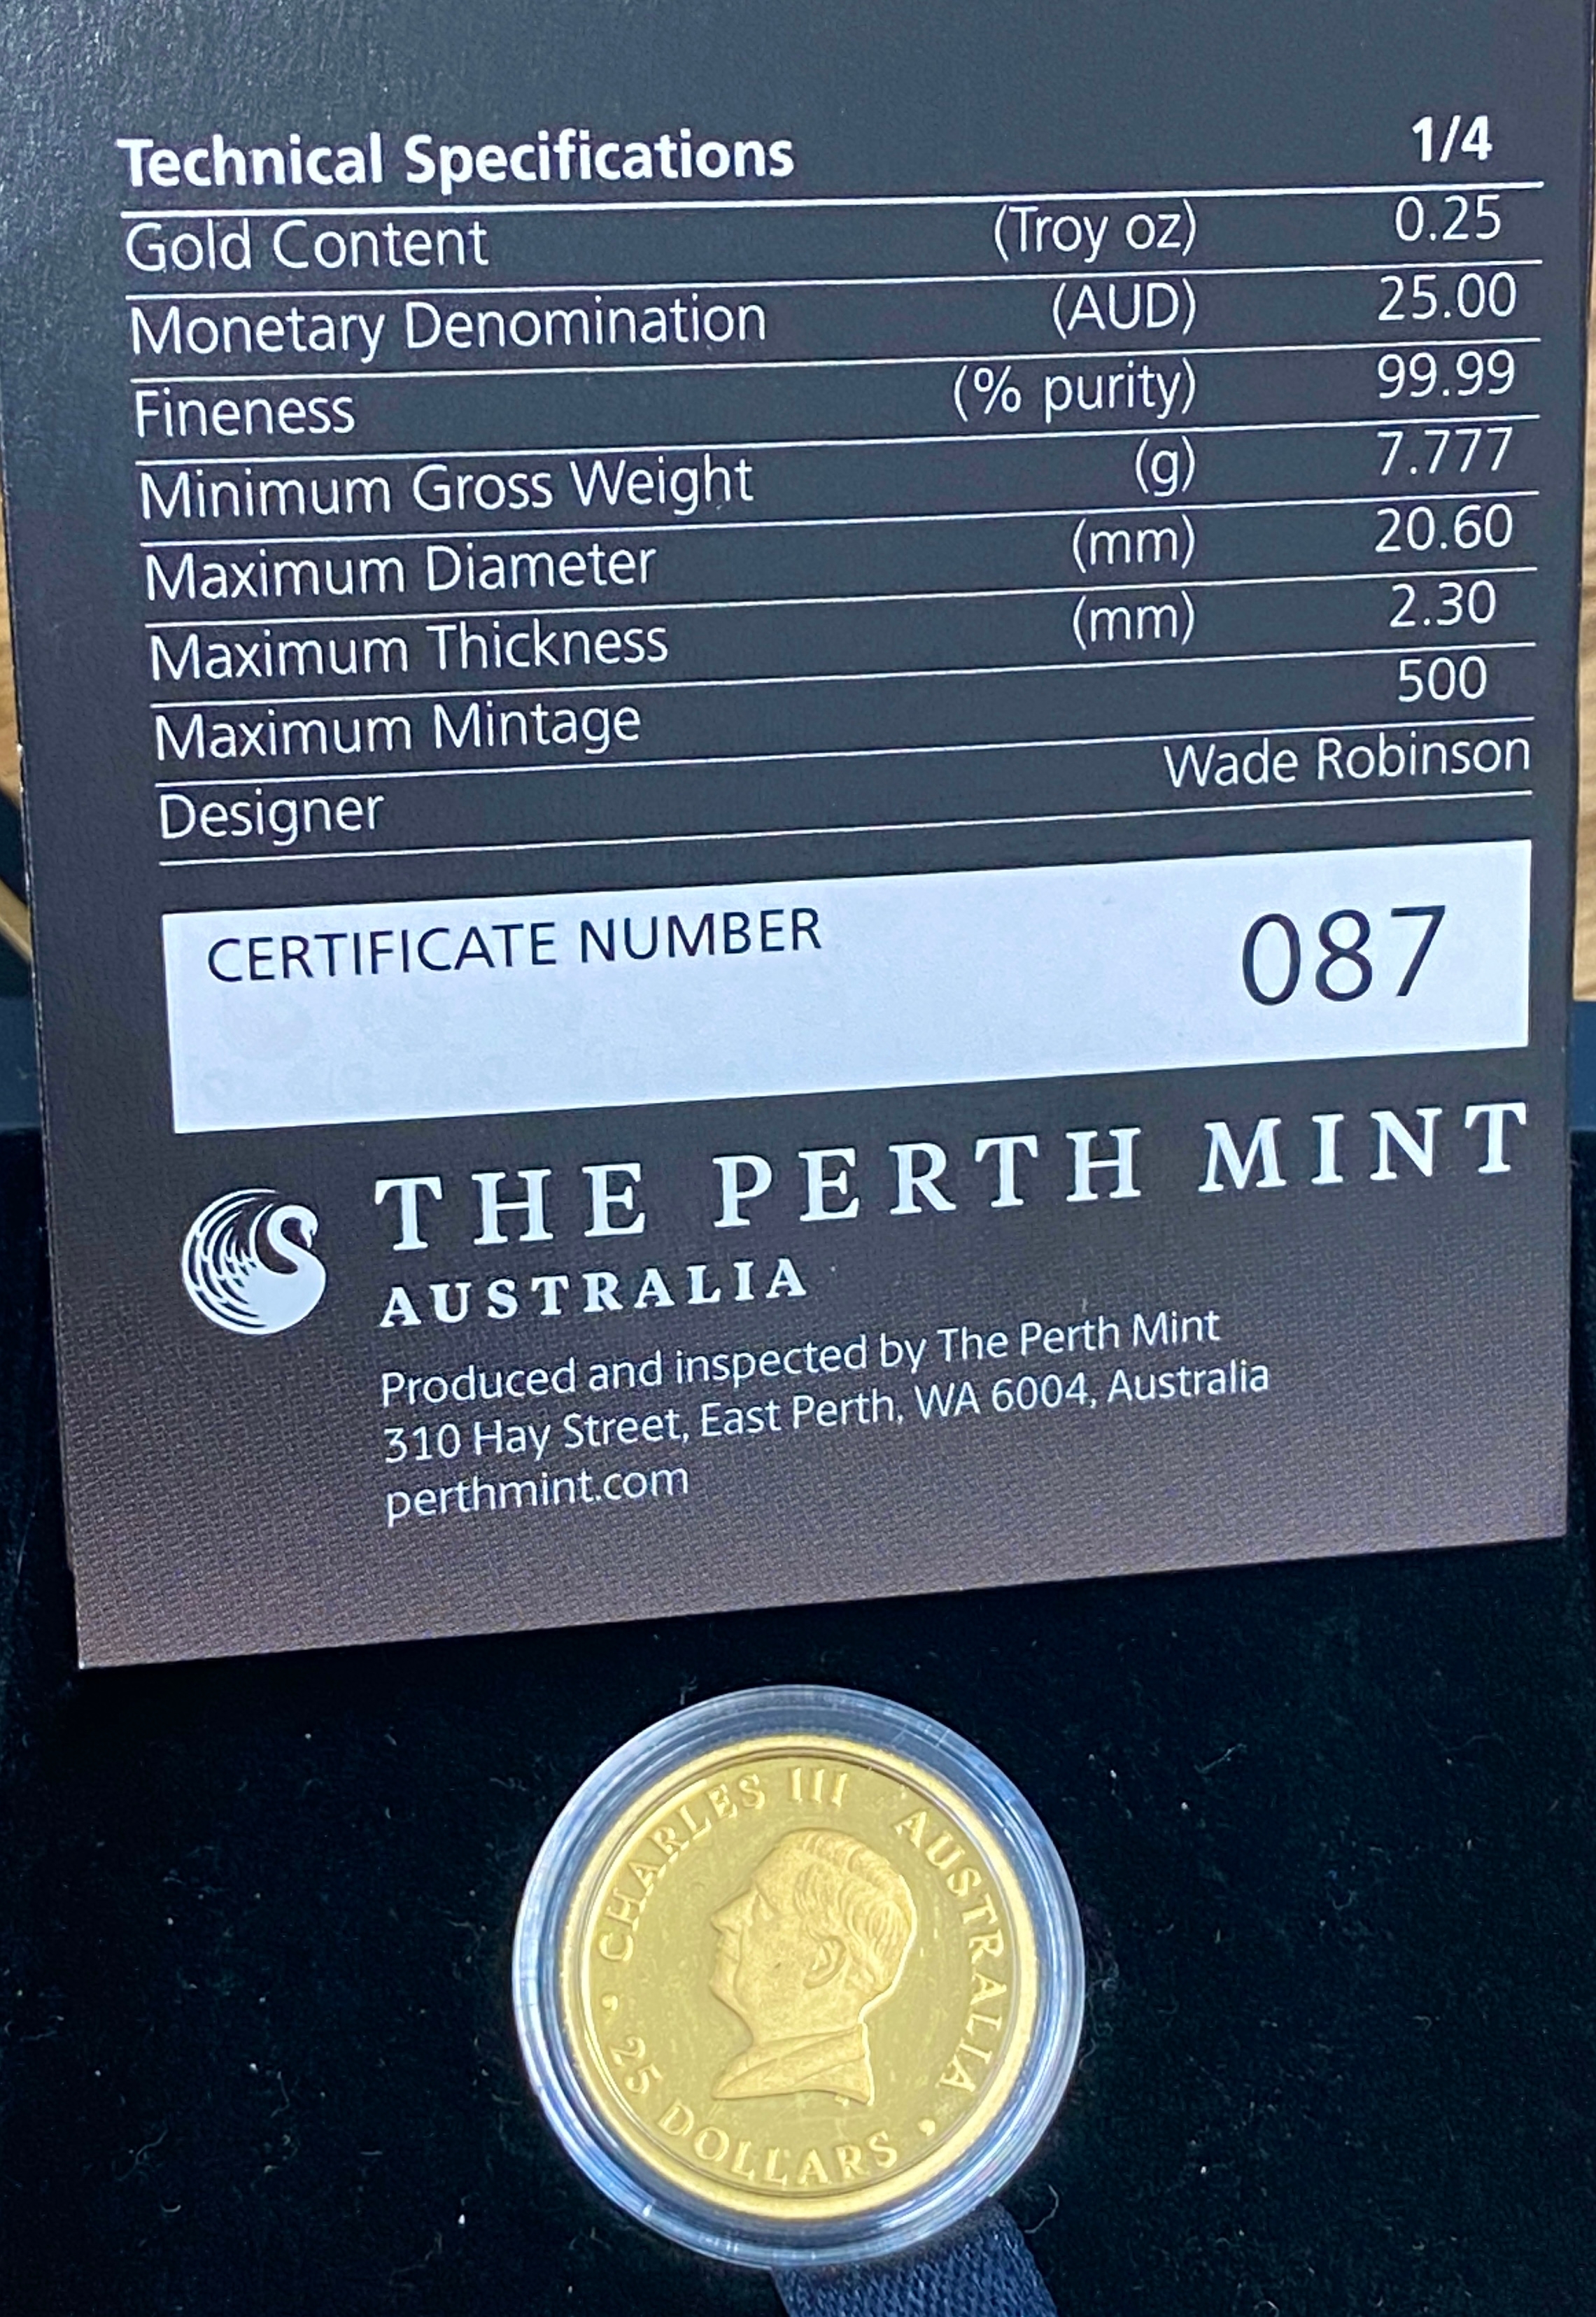 Technical Specifications 1/4
Gold Content (Troy oz) 0.25
Monetary Denomination (AUD) 25.00
Fineness (% purity) 99.99
Minimum Gross Weight (g) 7.777
Maximum Diameter (mm) 20.60
Maximum Thickness (mm) 2.30
Maximum Mintage 500
Designer Wade Robinson
CERTIFICATE NUMBER 087
THE PERTH MINT
AUSTRALIA
Produced and inspected by The Perth Mint
310 Hay Street, East Perth, WA 6004, Australia
perthmint.com
CHARLES III AUSTRALIA
• 25 DOLLARS •